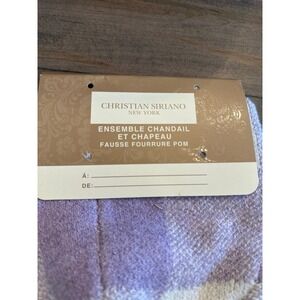 CHRISTIAN SIRIANO
NEW YORK
ENSEMBLE CHANDAIL
ET CHAPEAU
FAUSSE FOURRURE POM
À:
DE: